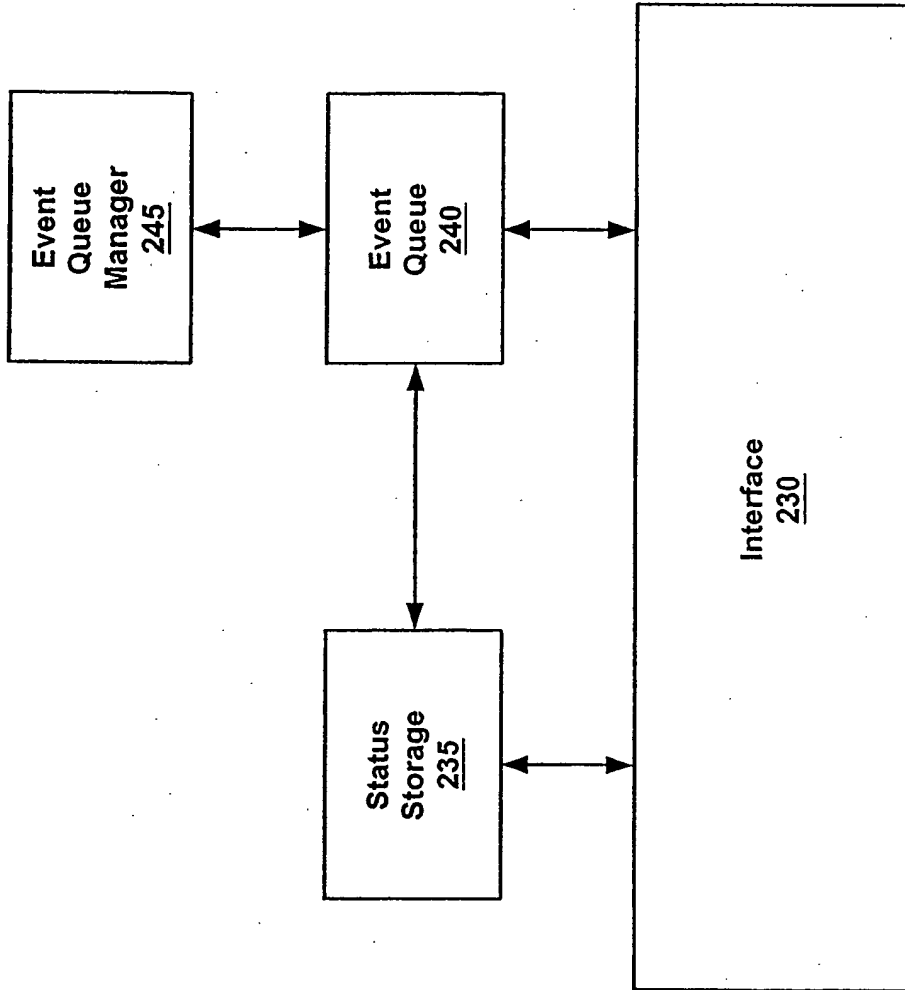 Event
Queue
Manager
245
Event
Queue
240
Status
Storage
235
Interface
230